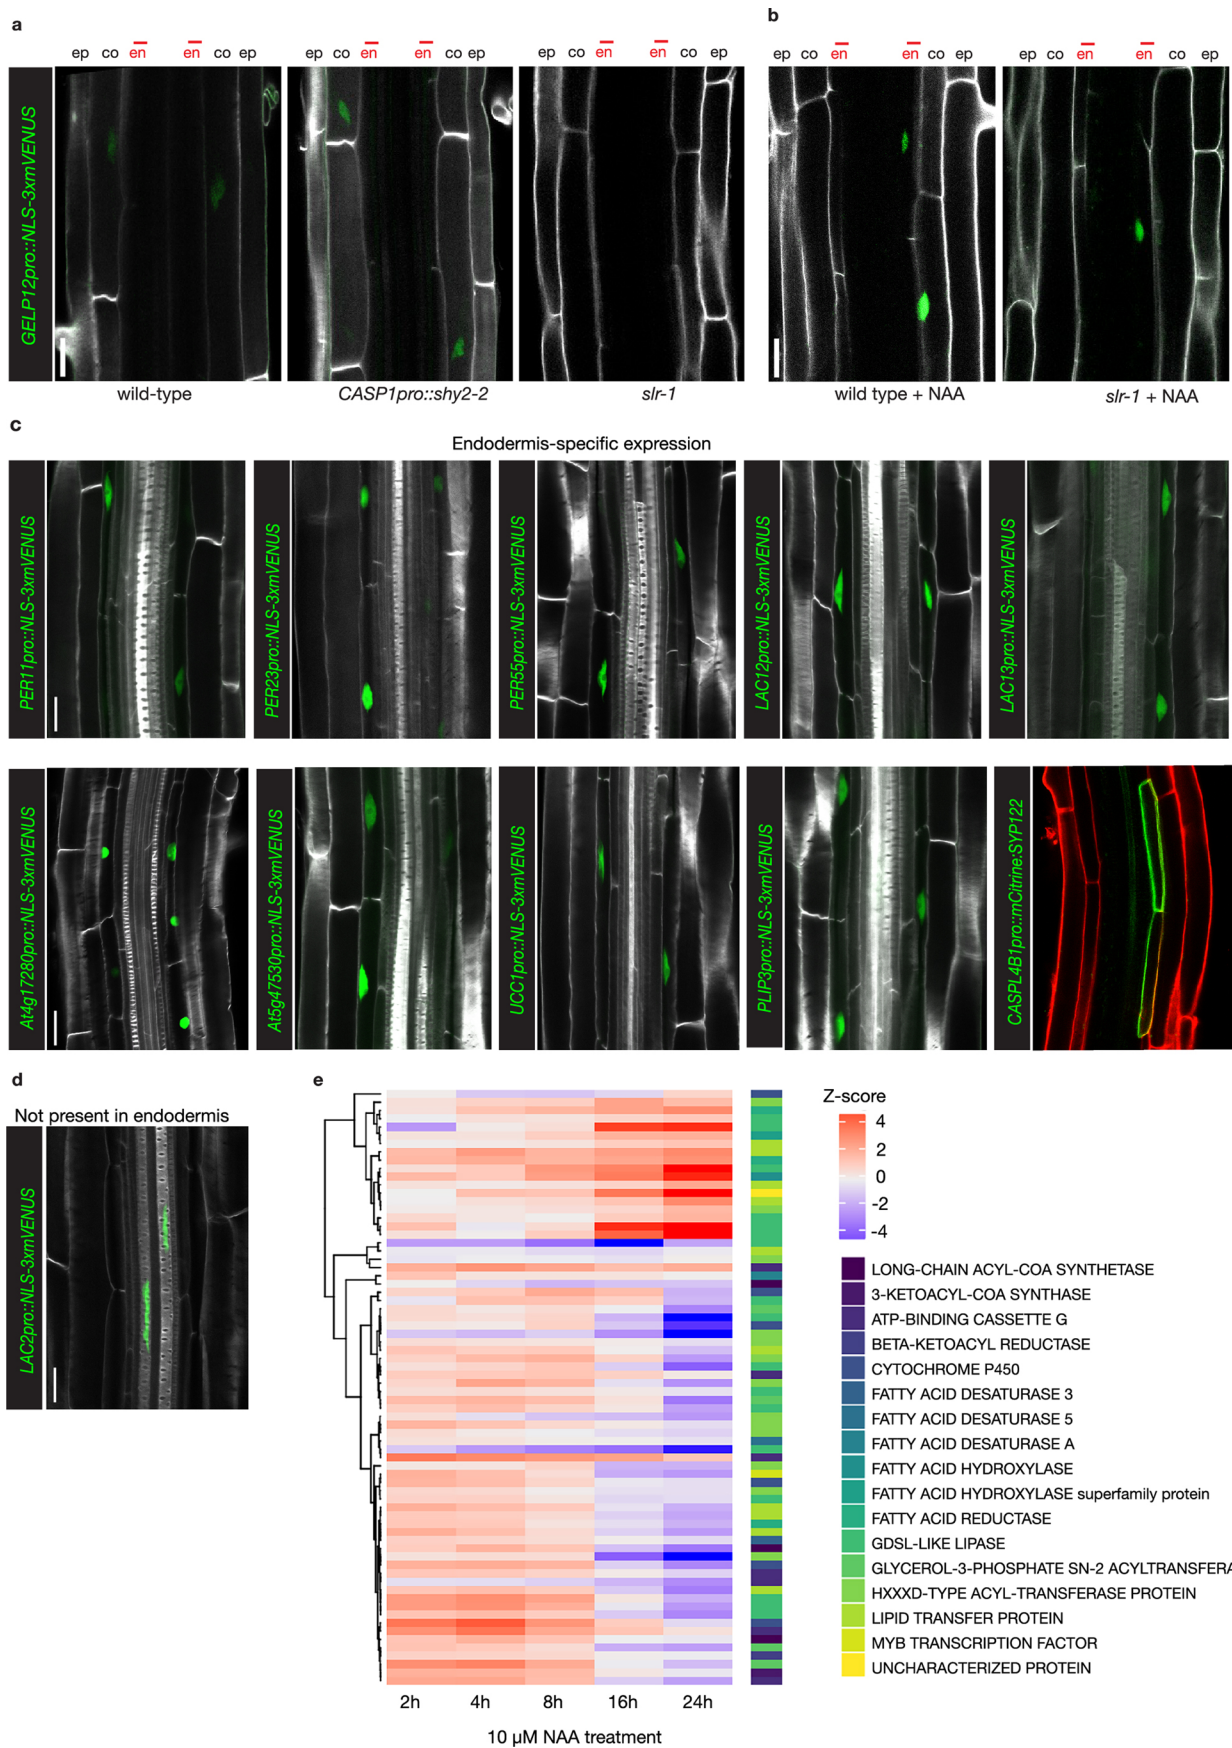 a
b
ep co en en co ep
ep co en en co ep
ep co en en co ep
ep co en en co ep
ep co en en co ep
GELP12pro::NLS-3xmVENUS
wild-type
CASP1pro::shy2-2
slr-1
wild type + NAA
slr-1 + NAA
c
Endodermis-specific expression
PER11pro::NLS-3xmVENUS
PER23pro::NLS-3xmVENUS
PER55pro::NLS-3xmVENUS
LAC12pro::NLS-3xmVENUS
LAC13pro::NLS-3xmVENUS
At4g17280pro::NLS-3xmVENUS
At5g47530pro::NLS-3xmVENUS
UCC1pro::NLS-3xmVENUS
PLIP3pro::NLS-3xmVENUS
CASPL4B1pro::mCitrine:SYP122
d
Not present in endodermis
LAC2pro::NLS-3xmVENUS
e
2h 4h 8h 16h 24h
10 µM NAA treatment
Z-score
4
2
0
-2
-4
LONG-CHAIN ACYL-COA SYNTHETASE
3-KETOACYL-COA SYNTHASE
ATP-BINDING CASSETTE G
BETA-KETOACYL REDUCTASE
CYTOCHROME P450
FATTY ACID DESATURASE 3
FATTY ACID DESATURASE 5
FATTY ACID DESATURASE A
FATTY ACID HYDROXYLASE
FATTY ACID HYDROXYLASE superfamily protein
FATTY ACID REDUCTASE
GDSL-LIKE LIPASE
GLYCEROL-3-PHOSPHATE SN-2 ACYLTRANSFERA
HXXXD-TYPE ACYL-TRANSFERASE PROTEIN
LIPID TRANSFER PROTEIN
MYB TRANSCRIPTION FACTOR
UNCHARACTERIZED PROTEIN